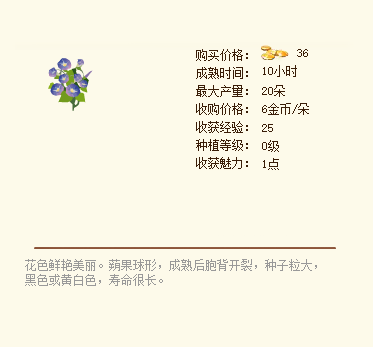 购买价格: 36
成熟时间: 10小时
最大产量: 20朵
收购价格: 6金币/朵
收获经验: 25
种植等级: 0级
收获魅力: 1点
花色鲜艳美丽。蒴果球形，成熟后胞背开裂，种子粒大，
黑色或黄白色，寿命很长。